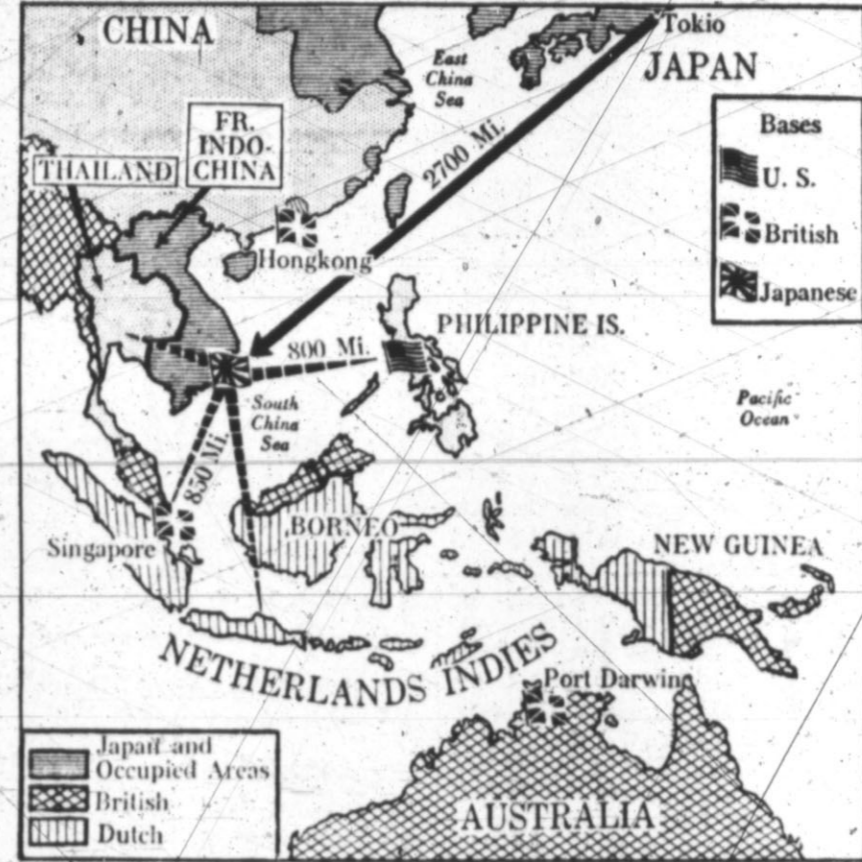 CHINA
East
China
Sea
Tokio
JAPAN
FR.
INDO-
CHINA
THAILAND
2700 Mi.
Bases
U. S.
British
Japanese
Hongkong
PHILIPPINE IS.
800 Mi.
South
China
Sea
Pacific
Ocean
850 Mi.
Singapore
BORNEO
NEW GUINEA
NETHERLANDS INDIES
Port Darwin
Japan and
Occupied Areas
British
Dutch
AUSTRALIA